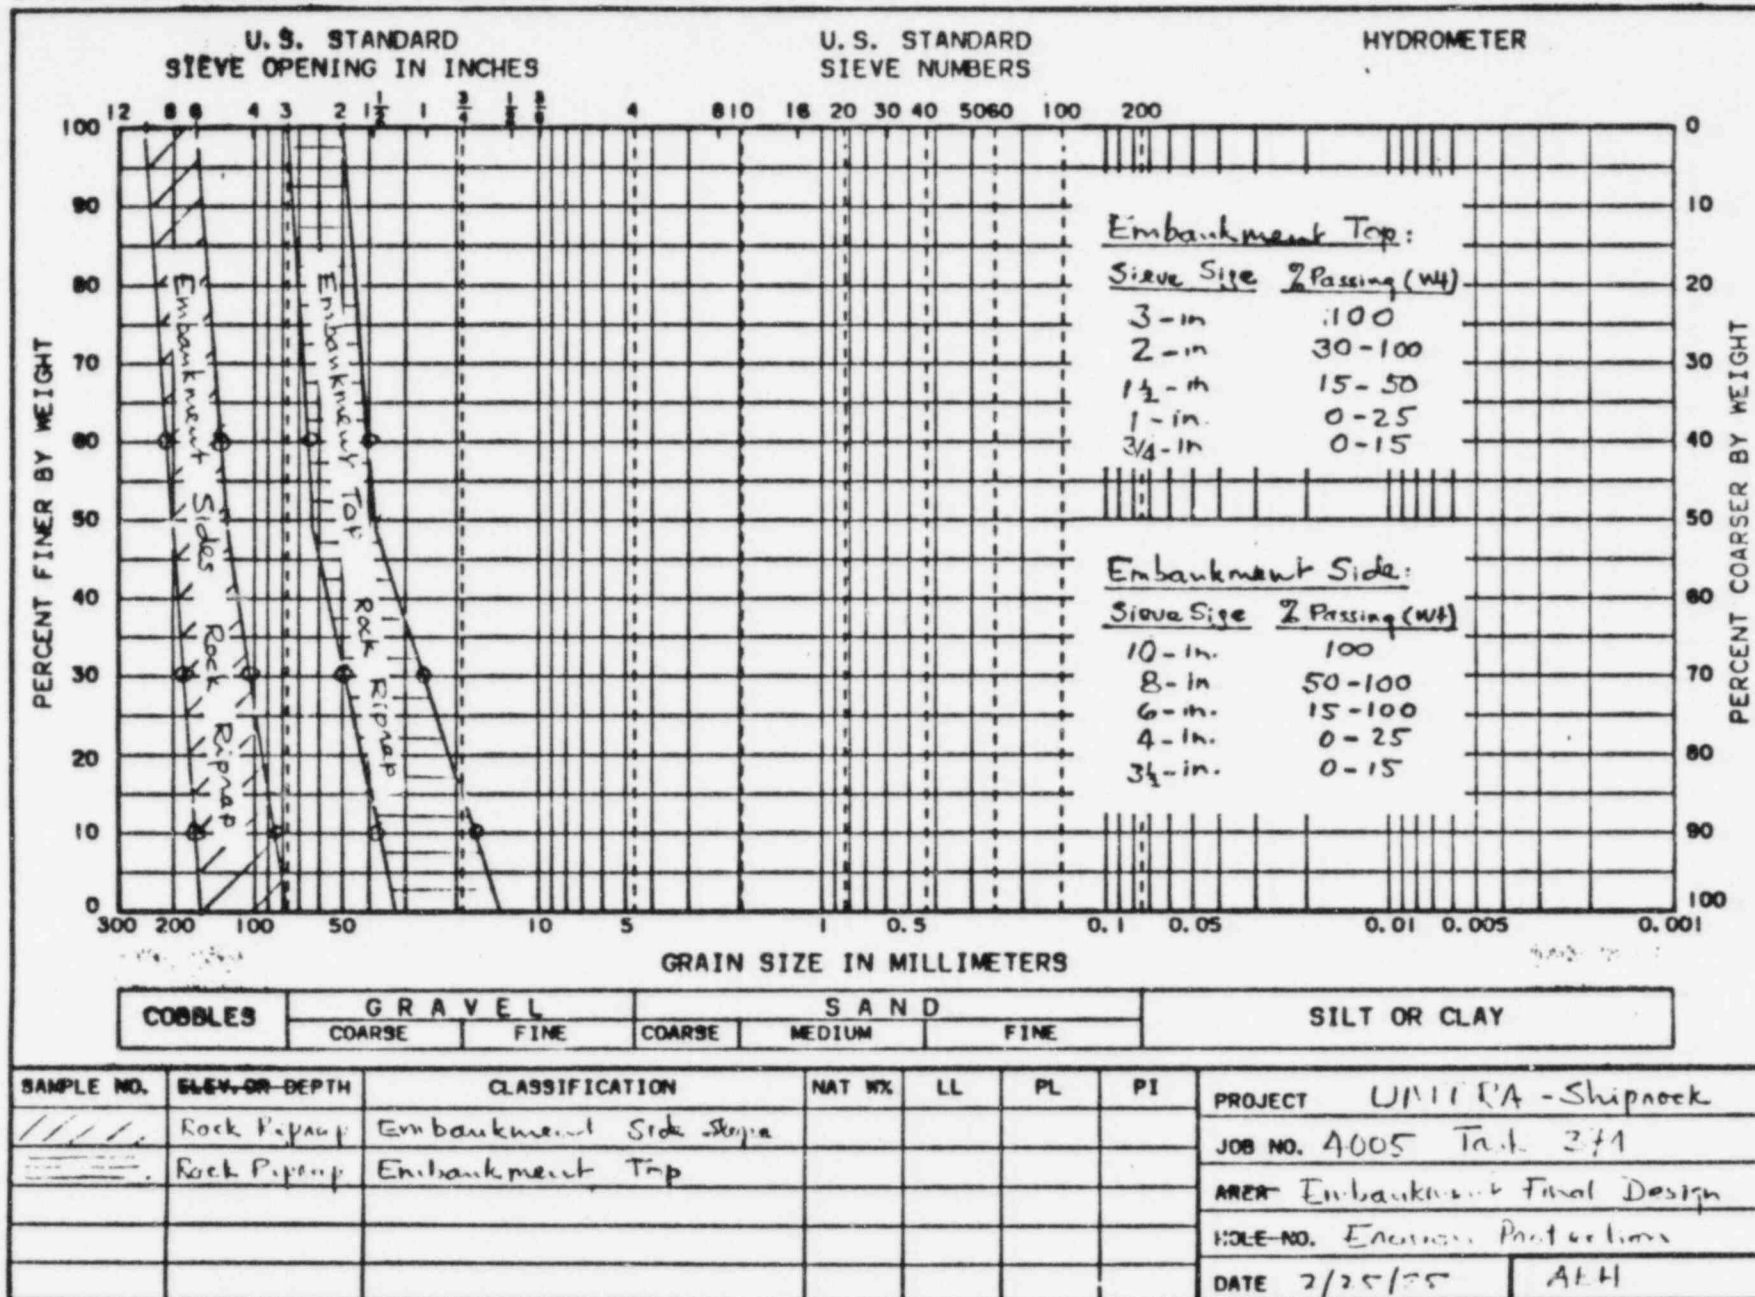 U.S. STANDARD
SIEVE OPENING IN INCHES
U.S. STANDARD
SIEVE NUMBERS
HYDROMETER
12 8 6 4 3 2 1½ 1 ¾ ½ ⅜ 4 8 10 16 20 30 40 50 60 100 200
PERCENT FINER BY WEIGHT
100
90
80
70
60
50
40
30
20
10
0
Embankment Sides Rock Riprap
Embankment Top Rock Riprap
Embankment Top:
Sieve Size % Passing (Wt)
3-in 100
2-in 30-100
1½-in 15-50
1-in. 0-25
3/4-in 0-15
Embankment Side:
Sieve Size % Passing (Wt)
10-in. 100
8-in 50-100
6-in. 15-100
4-in. 0-25
3½-in. 0-15
0
10
20
30
40
50
60
70
80
90
100
PERCENT COARSER BY WEIGHT
300 200 100 50 10 5 1 0.5 0.1 0.05 0.01 0.005 0.001
GRAIN SIZE IN MILLIMETERS
COBBLES
GRAVEL
COARSE FINE
SAND
COARSE MEDIUM FINE
SILT OR CLAY
SAMPLE NO. ELEV. OR DEPTH CLASSIFICATION NAT W% LL PL PI
Rock Riprap Embankment Side
Rock Riprap Embankment Top
PROJECT UMTRA - Shiprock
JOB NO. 4005
AREA Embankment Final Design
HOLE NO. Erosion Protection
DATE